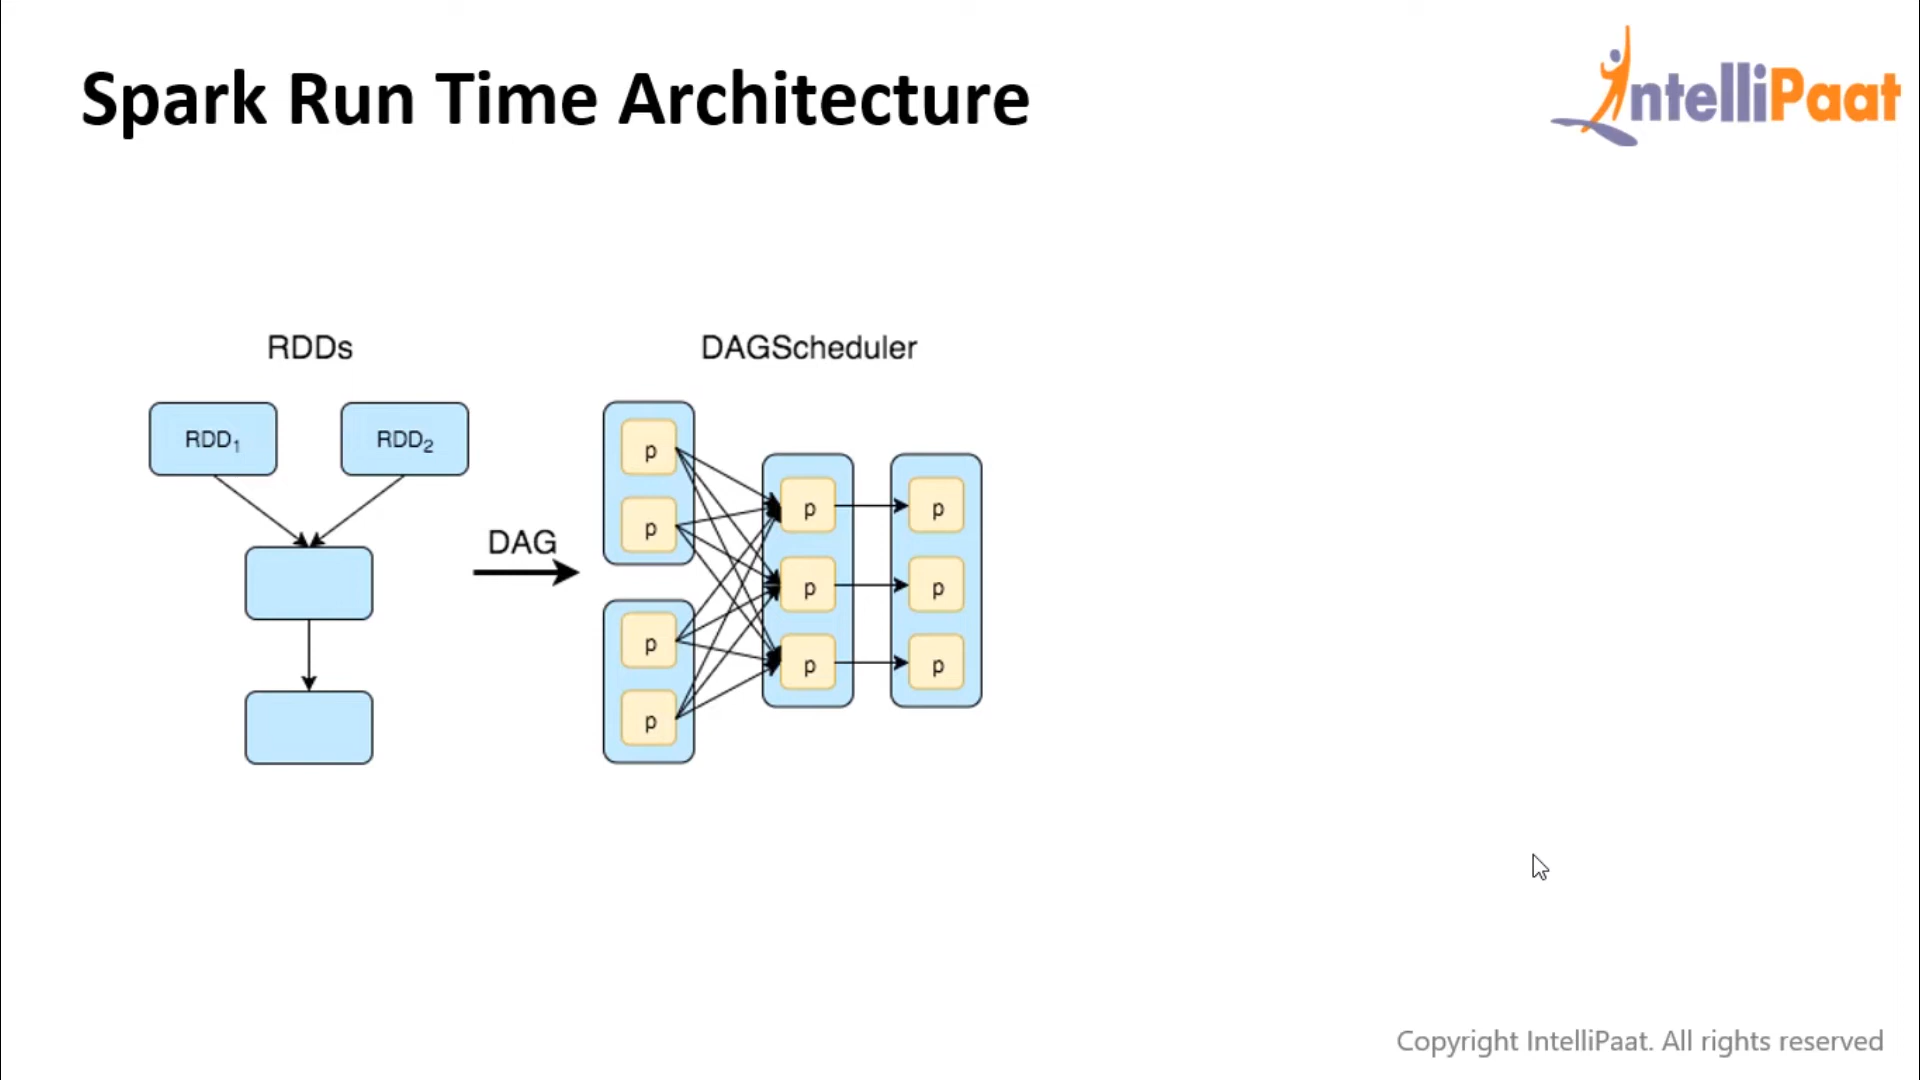 Spark Run Time Architecture
IntelliPaat
RDDs
RDD1
RDD2
DAG
DAGScheduler
p
p
p
p
p
p
p
p
p
p
Copyright IntelliPaat. All rights reserved